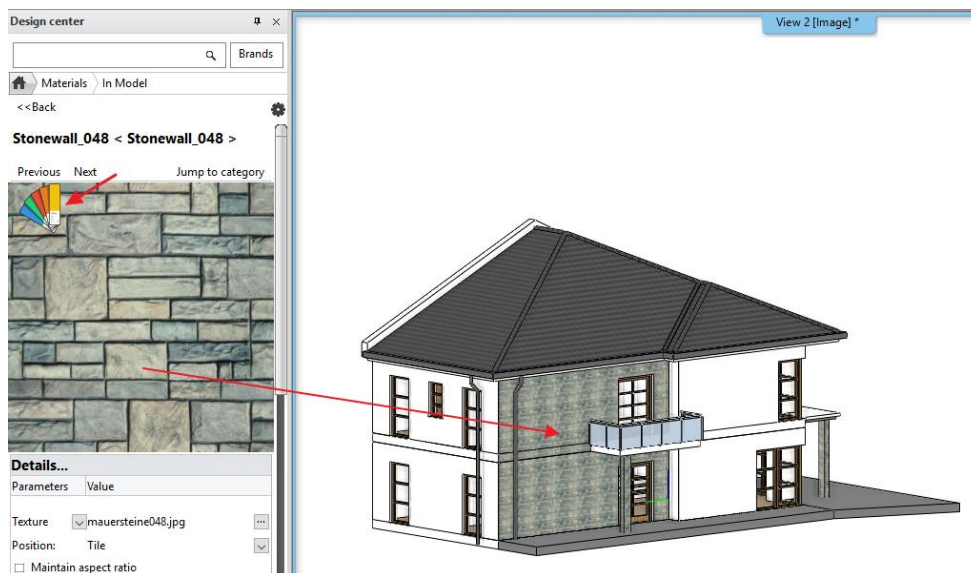 Design center
View 2 [Image] *
Brands
Materials In Model
<<Back
Stonewall_048 < Stonewall_048 >
Previous Next Jump to category
Details...
Parameters Value
Texture mauersteine048.jpg ...
Position: Tile
Maintain aspect ratio